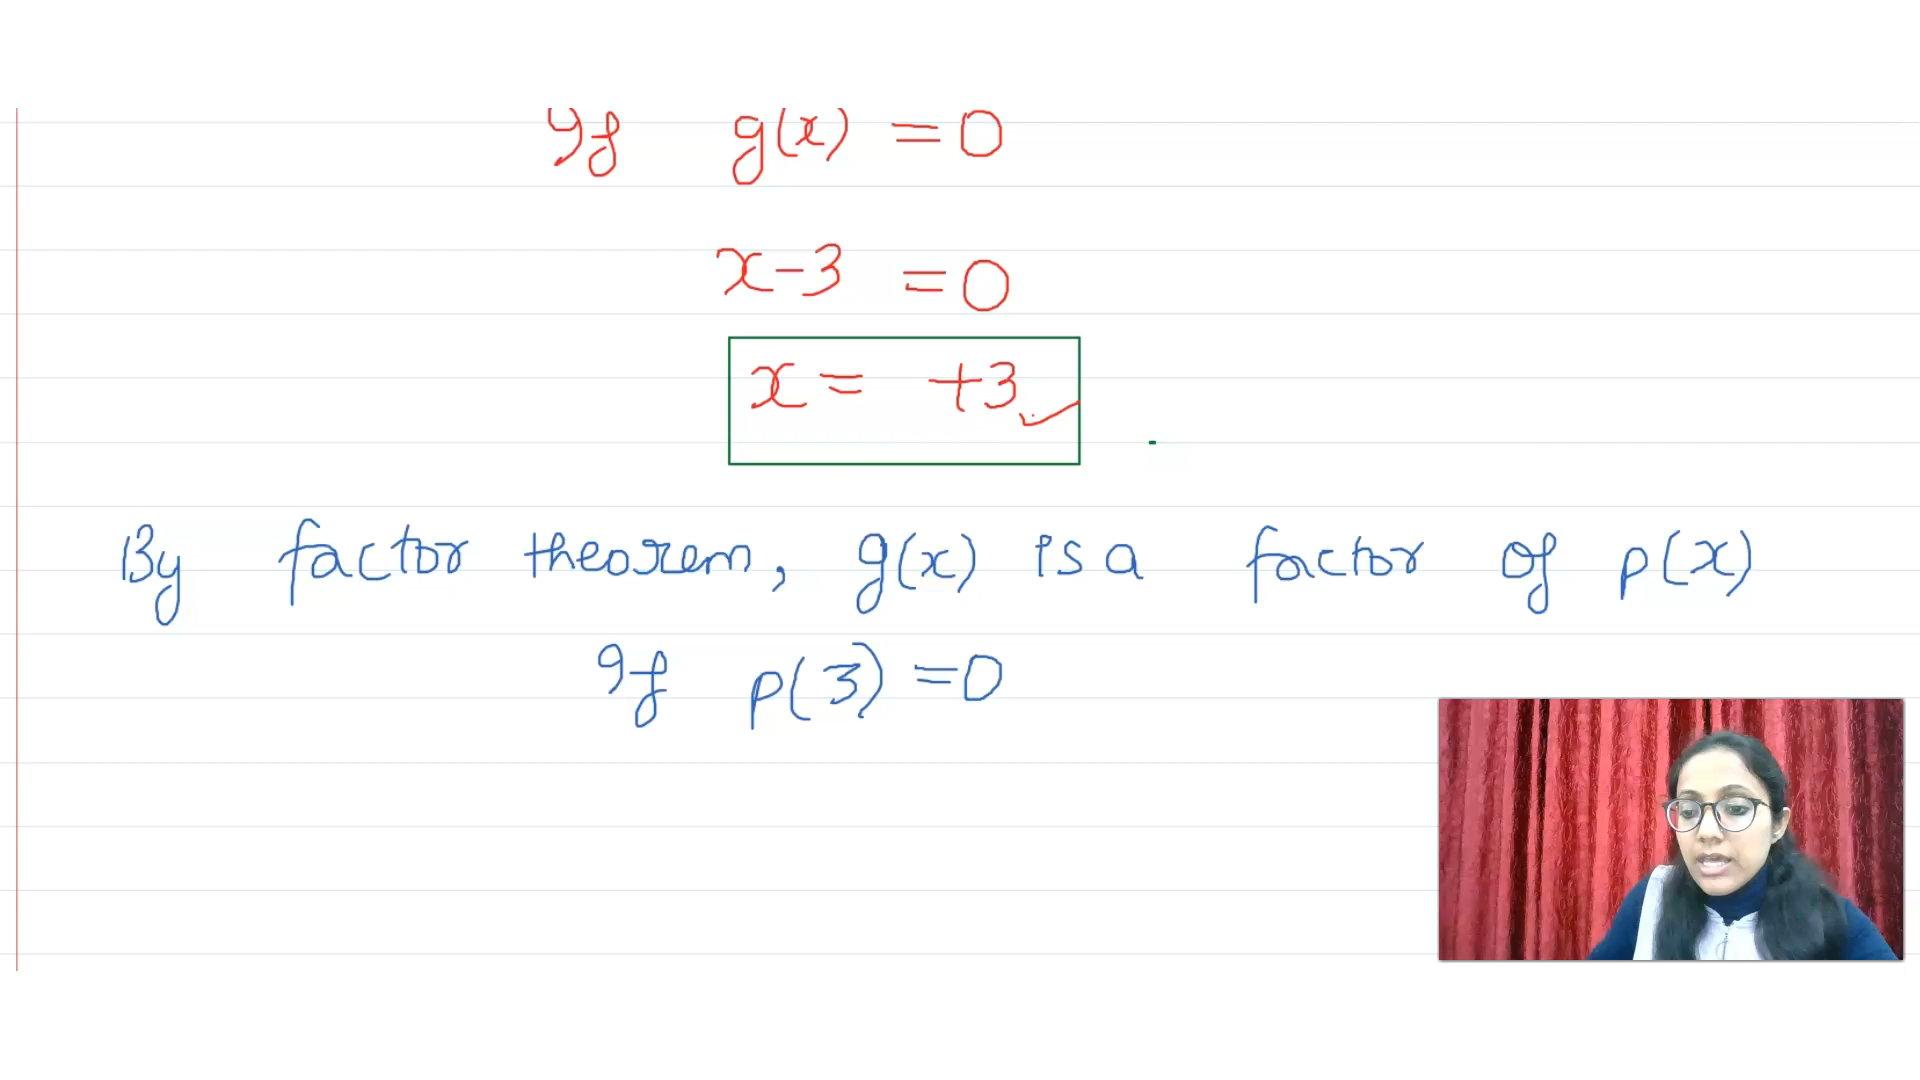 If g(x) = 0
x - 3 = 0
x = +3
By factor theorem, g(x) is a factor of p(x)
If p(3) = 0